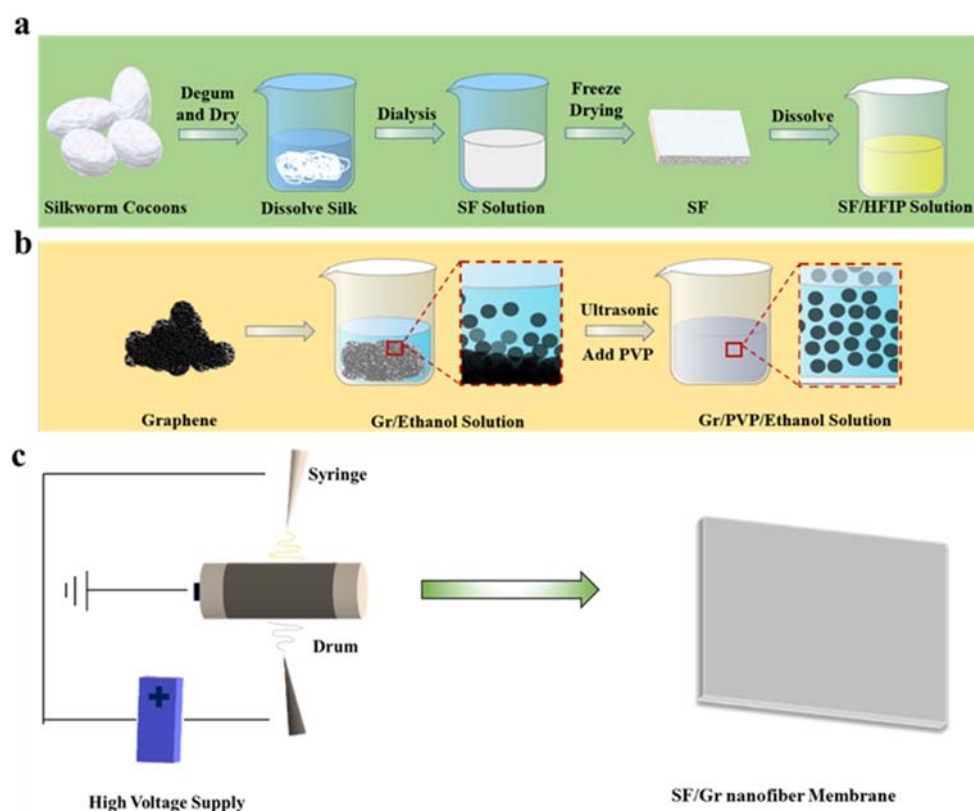 a
Degum
and Dry
Dialysis
Freeze
Drying
Dissolve
Silkworm Cocoons
Dissolve Silk
SF Solution
SF
SF/HFIP Solution
b
Ultrasonic
Add PVP
Graphene
Gr/Ethanol Solution
Gr/PVP/Ethanol Solution
c
Syringe
Drum
+
High Voltage Supply
SF/Gr nanofiber Membrane